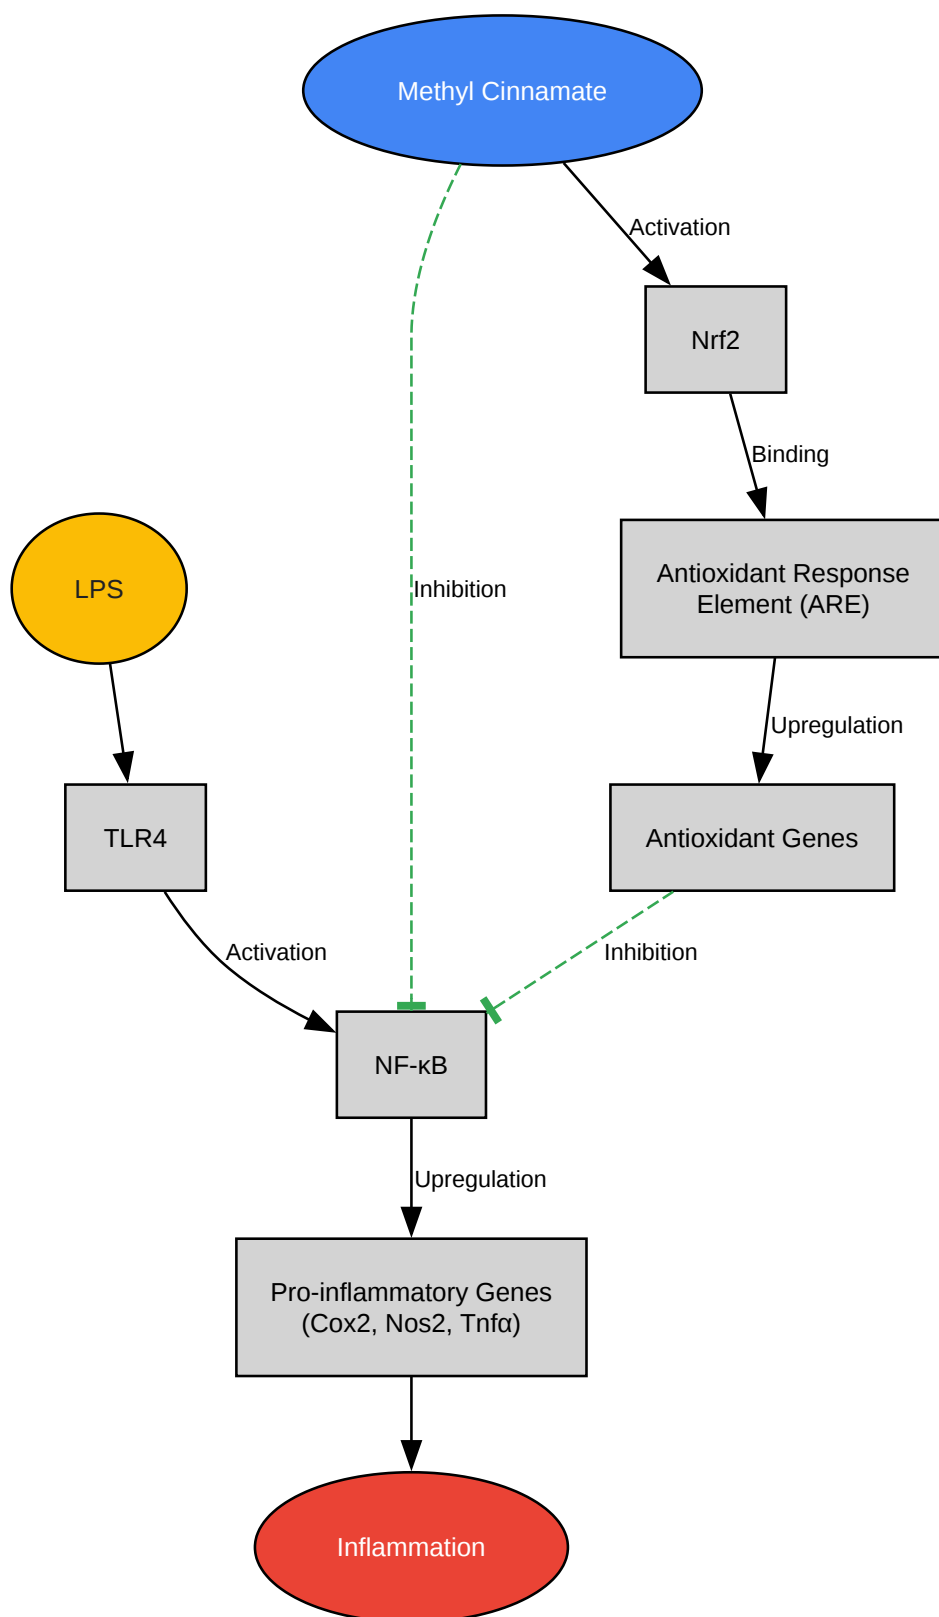 Methyl Cinnamate
Activation
Nrf2
Binding
Antioxidant Response
Element (ARE)
LPS
Inhibition
Upregulation
TLR4
Antioxidant Genes
Activation
Inhibition
NF-κB
Upregulation
Pro-inflammatory Genes
(Cox2, Nos2, Tnfα)
Inflammation